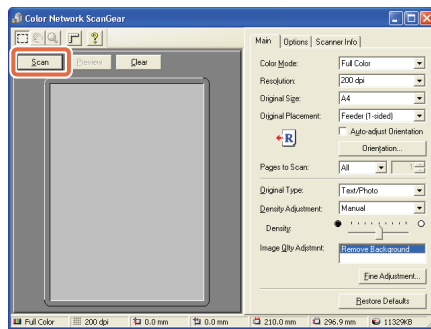 Color Network ScanGear
Scan Preview Clear
Main Options Scanner Info
Color Mode: Full Color
Resolution: 200 dpi
Original Size: A4
Original Placement: Feeder (1-sided)
Auto-adjust Orientation
R
Orientation...
Pages to Scan: All 1
Original Type: Text/Photo
Density Adjustment: Manual
Density:
Image Qlty Adjstmnt: Remove Background
Fine Adjustment...
Restore Defaults
Full Color 200 dpi 0.0 mm 0.0 mm 210.0 mm 296.9 mm 11329KB